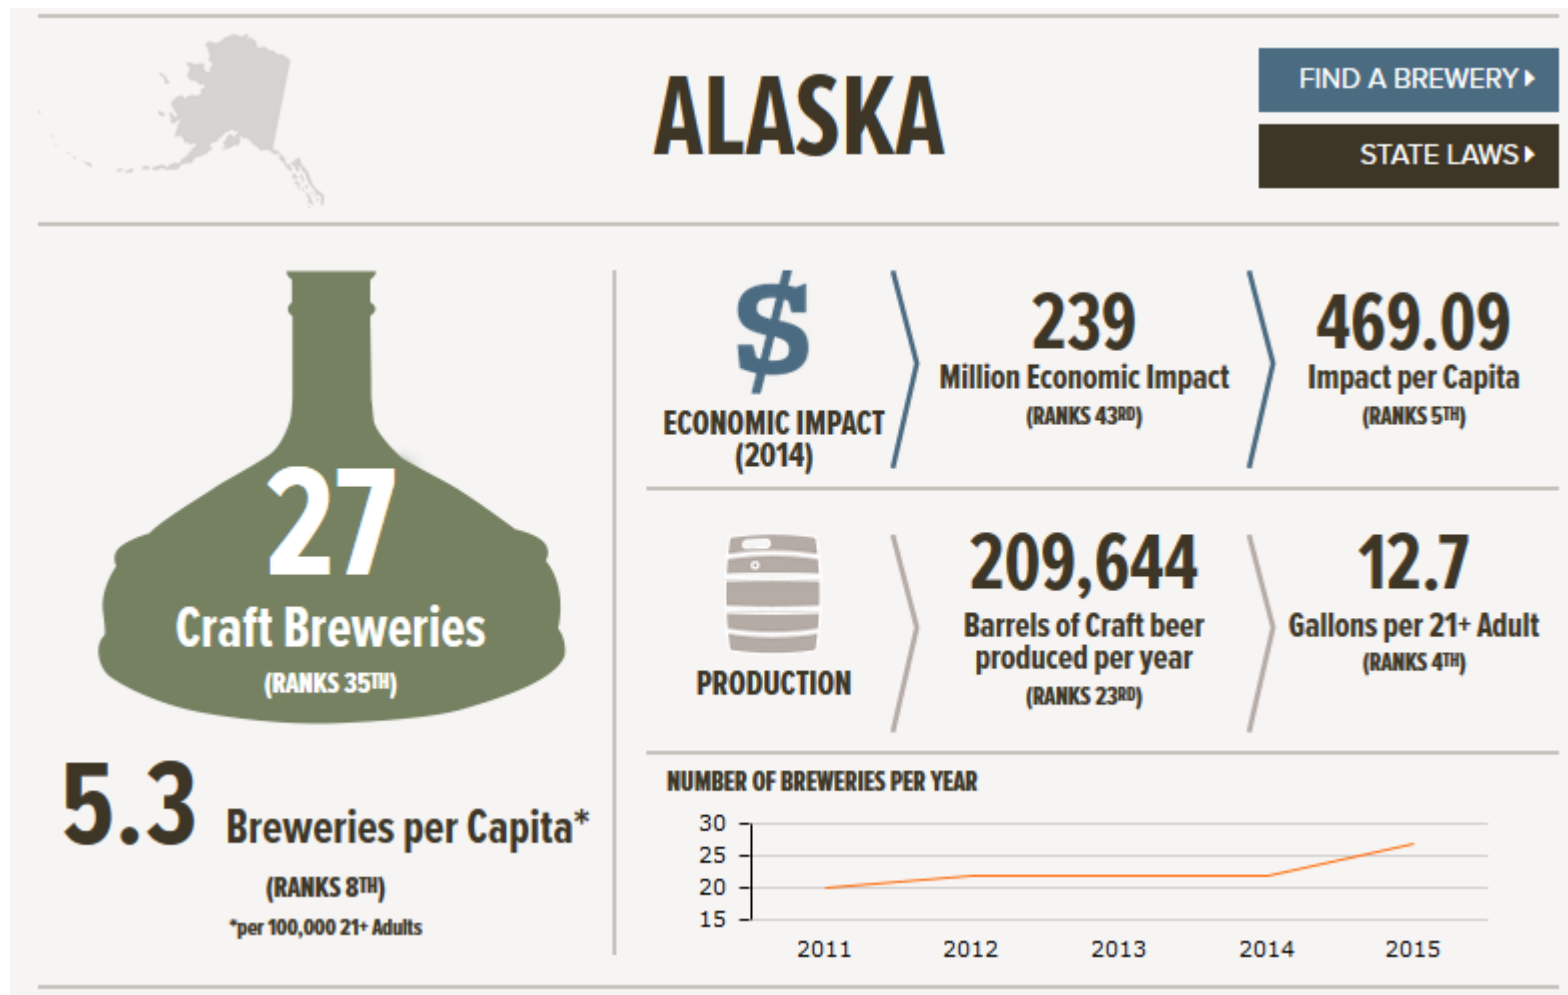 ALASKA
FIND A BREWERY
STATE LAWS
27
Craft Breweries
(RANKS 35TH)
5.3 Breweries per Capita*
(RANKS 8TH)
*per 100,000 21+ Adults
$
ECONOMIC IMPACT
(2014)
239
Million Economic Impact
(RANKS 43RD)
469.09
Impact per Capita
(RANKS 5TH)
PRODUCTION
209,644
Barrels of Craft beer
produced per year
(RANKS 23RD)
12.7
Gallons per 21+ Adult
(RANKS 4TH)
NUMBER OF BREWERIES PER YEAR
30
25
20
15
2011 2012 2013 2014 2015